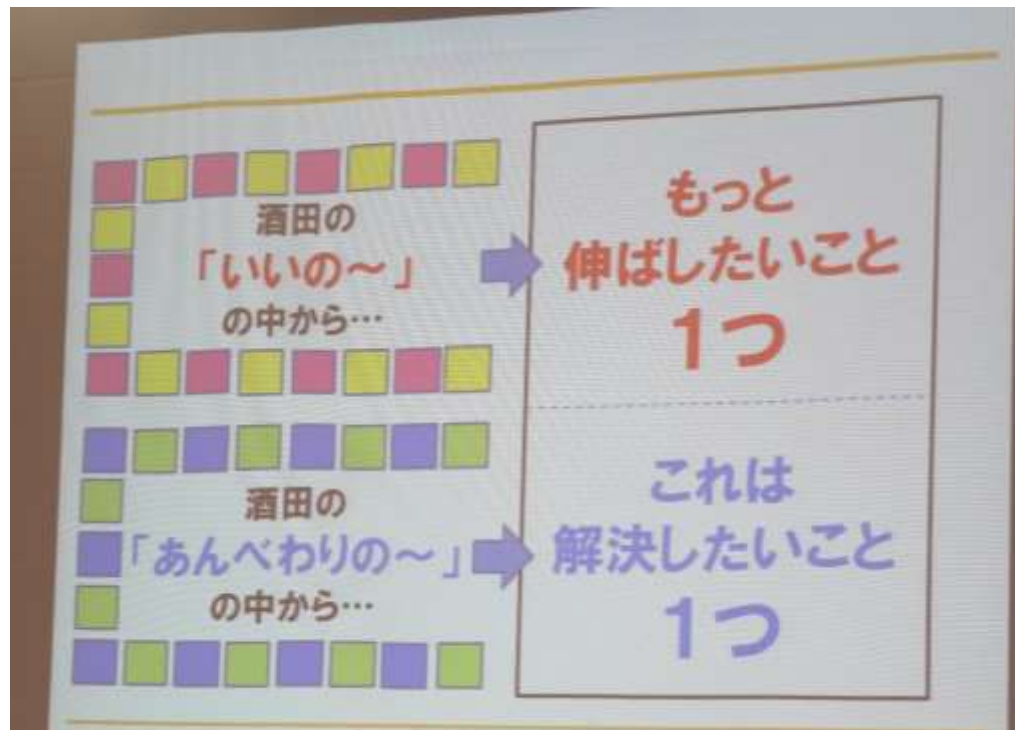 酒田の
「いいの～」
の中から…
もっと
伸ばしたいこと
1つ
酒田の
「あんべわりの～」
の中から…
これは
解決したいこと
1つ